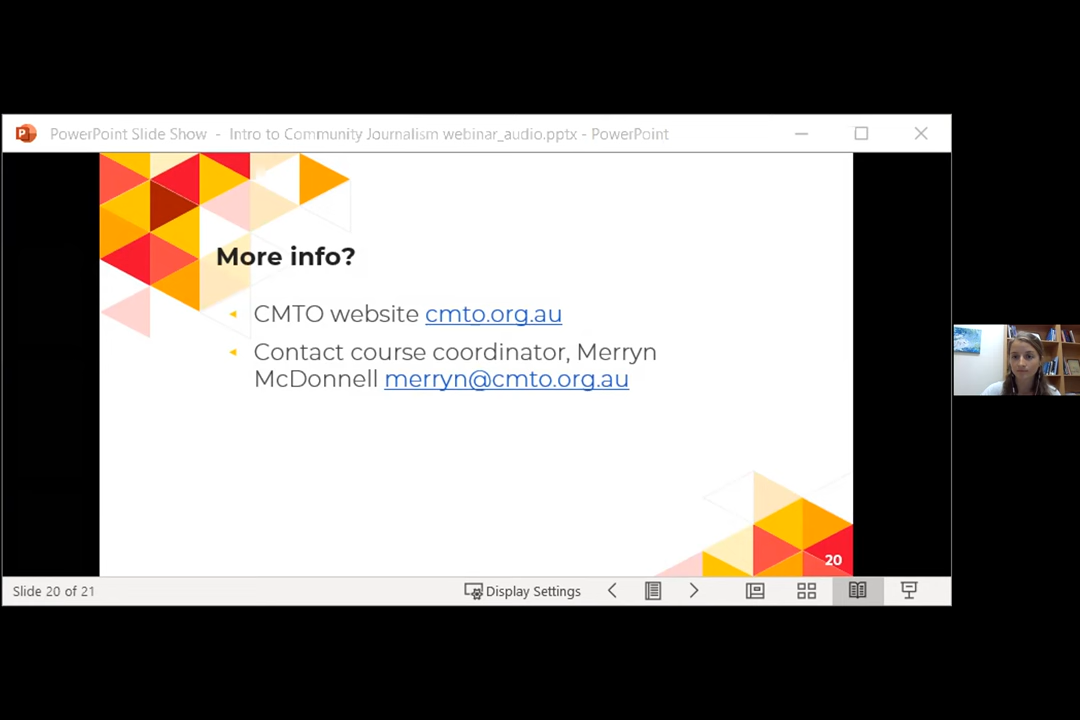 PowerPoint Slide Show - Intro to Community Journalism webinar_audio.pptx - PowerPoint
More info?
CMTO website cmto.org.au
Contact course coordinator, Merryn
McDonnell merryn@cmto.org.au
20
Slide 20 of 21
Display Settings